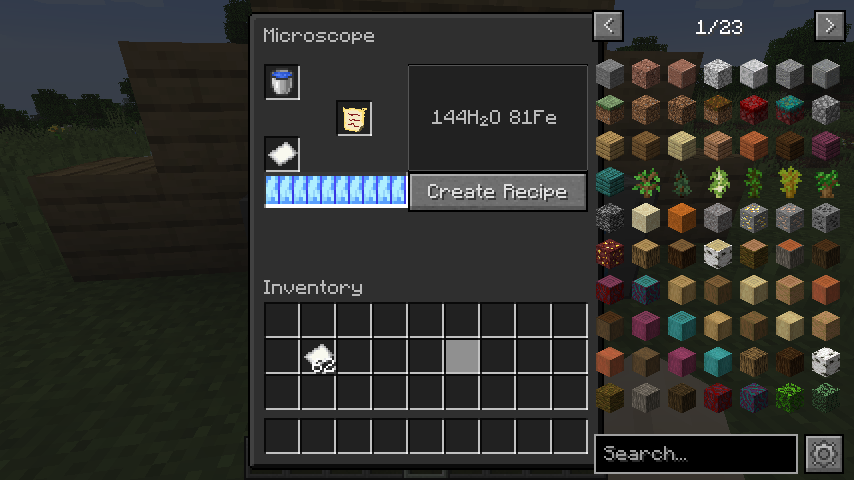 Microscope
1/23
144H₂O 81Fe
Create Recipe
Inventory
62
Search...